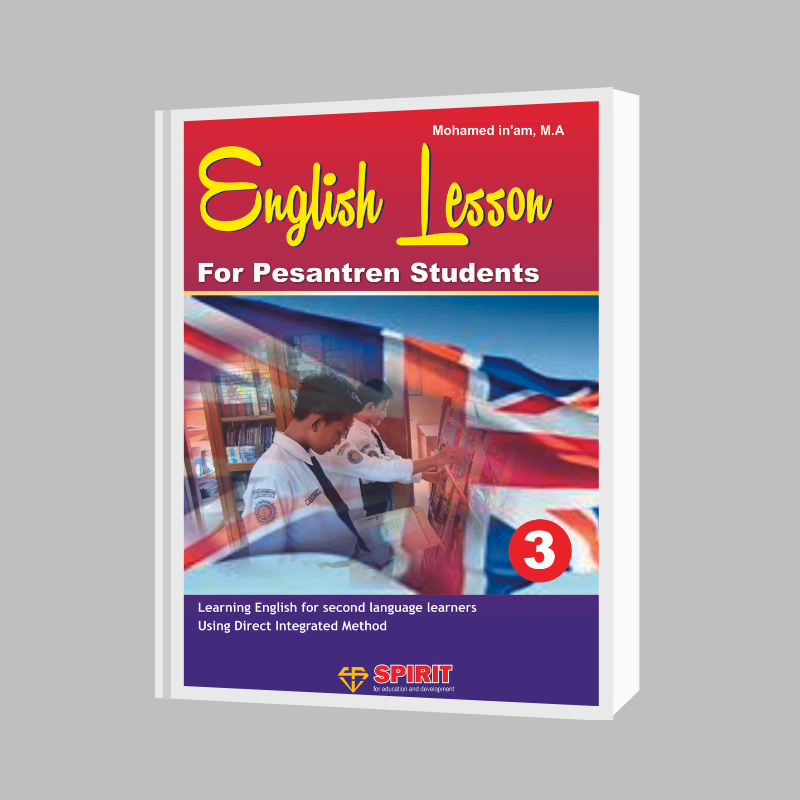 Mohamed in'am, M.A
English Lesson
For Pesantren Students
3
Learning English for second language learners
Using Direct Integrated Method
SPIRIT
for education and development